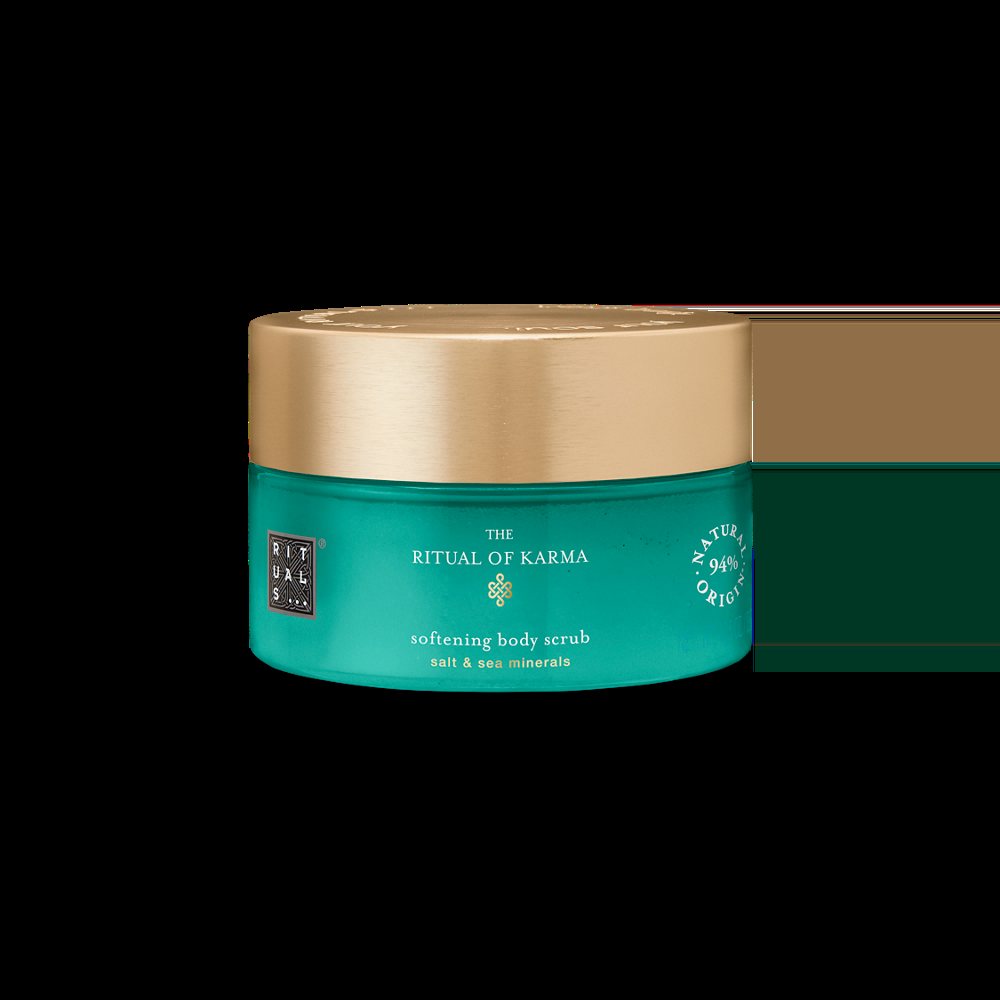 THE
RITUAL OF KARMA
softening body scrub
salt & sea minerals
RIT
UAL
S...
®
NATURAL
94%
ORIGIN